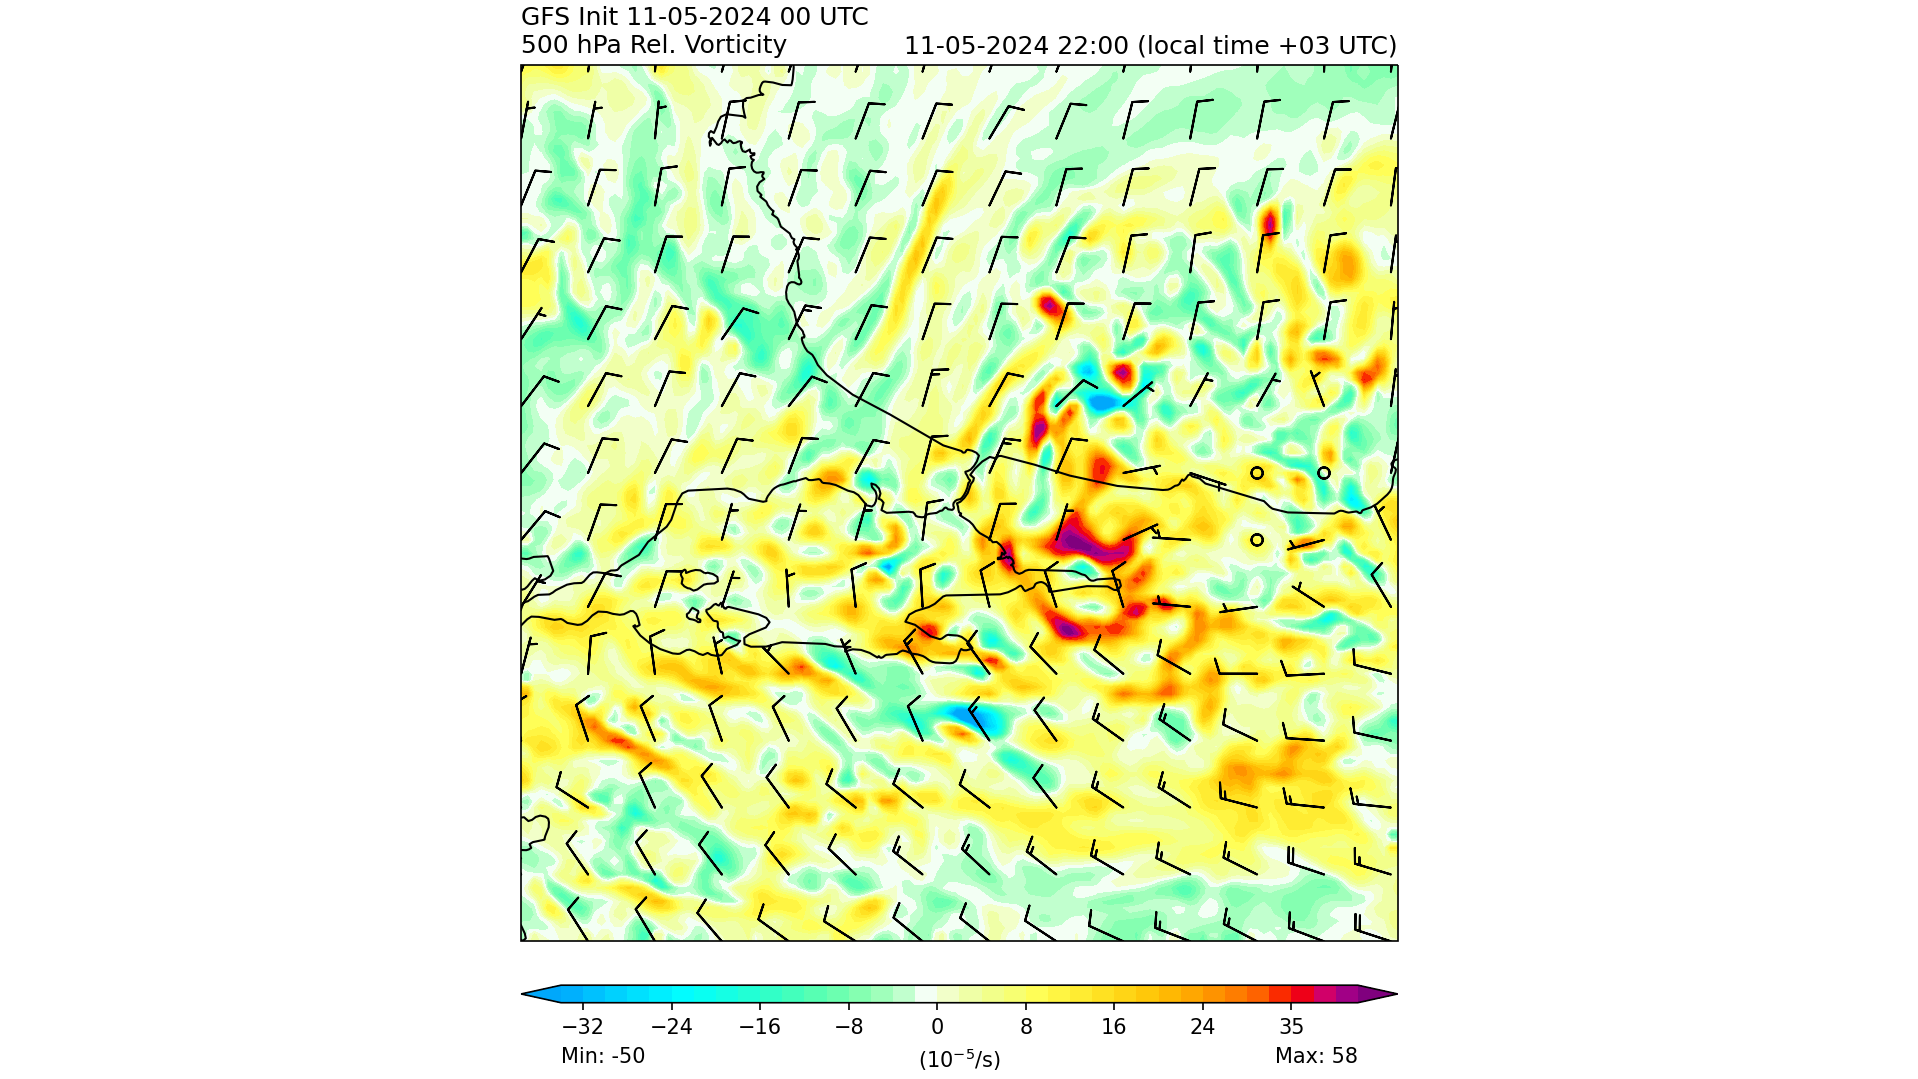 GFS Init 11-05-2024 00 UTC
500 hPa Rel. Vorticity
11-05-2024 22:00 (local time +03 UTC)
−32 −24 −16 −8 0 8 16 24 35
Min: -50 (10⁻⁵/s) Max: 58